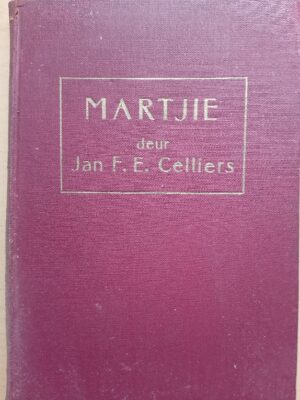 MARTJIE
deur
Jan F. E. Celliers